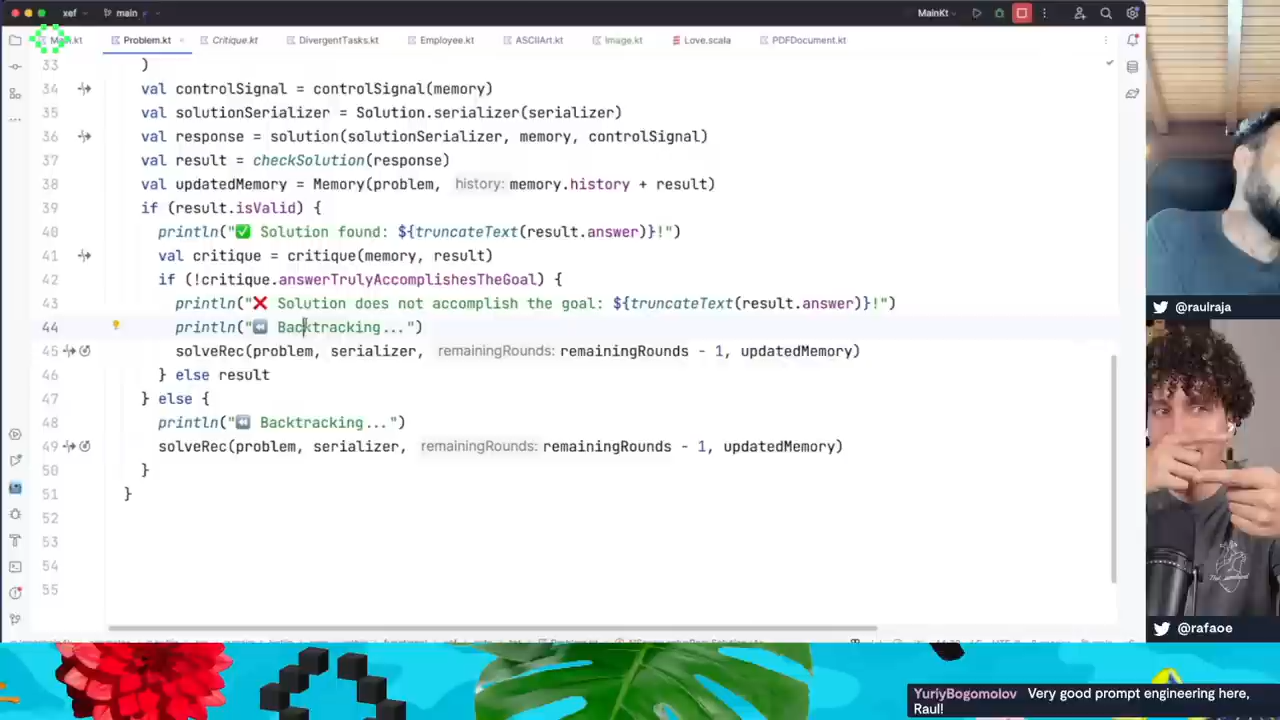 xef
main
MainKt
Main.kt
Problem.kt
Critique.kt
DivergentTasks.kt
Employee.kt
ASCIIArt.kt
Image.kt
Love.scala
PDFDocument.kt
33 )
34 val controlSignal = controlSignal(memory)
35 val solutionSerializer = Solution.serializer(serializer)
36 val response = solution(solutionSerializer, memory, controlSignal)
37 val result = checkSolution(response)
38 val updatedMemory = Memory(problem, history: memory.history + result)
39 if (result.isValid) {
40 println("✅ Solution found: ${truncateText(result.answer)}!")
41 val critique = critique(memory, result)
42 if (!critique.answerTrulyAccomplishesTheGoal) {
43 println("❌ Solution does not accomplish the goal: ${truncateText(result.answer)}!")
44 println("⏪ Backtracking...")
45 solveRec(problem, serializer, remainingRounds: remainingRounds - 1, updatedMemory)
46 } else result
47 } else {
48 println("⏪ Backtracking...")
49 solveRec(problem, serializer, remainingRounds: remainingRounds - 1, updatedMemory)
50 }
51 }
52
53
54
55
@raulraja
@rafaoe
YuriyBogomolov Very good prompt engineering here,
Raul!